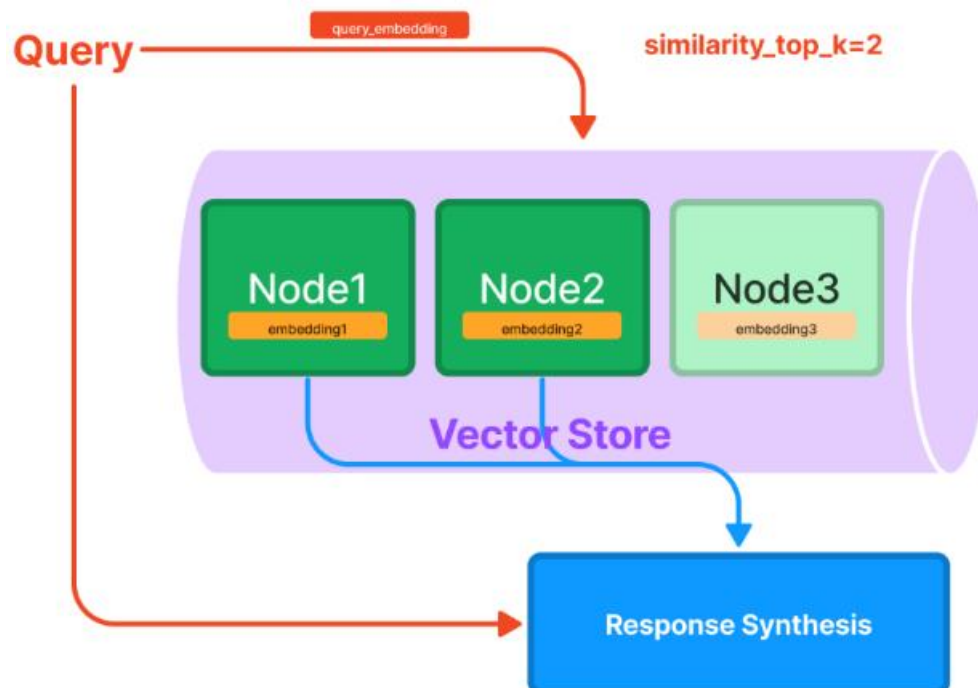 query_embedding
Query
similarity_top_k=2
Node1
embedding1
Node2
embedding2
Node3
embedding3
Vector Store
Response Synthesis